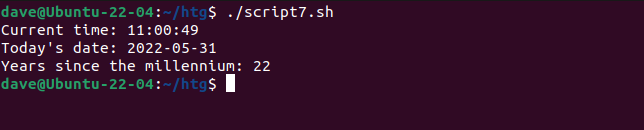 dave@Ubuntu-22-04:~/htg$ ./script7.sh
Current time: 11:00:49
Today's date: 2022-05-31
Years since the millennium: 22
dave@Ubuntu-22-04:~/htg$